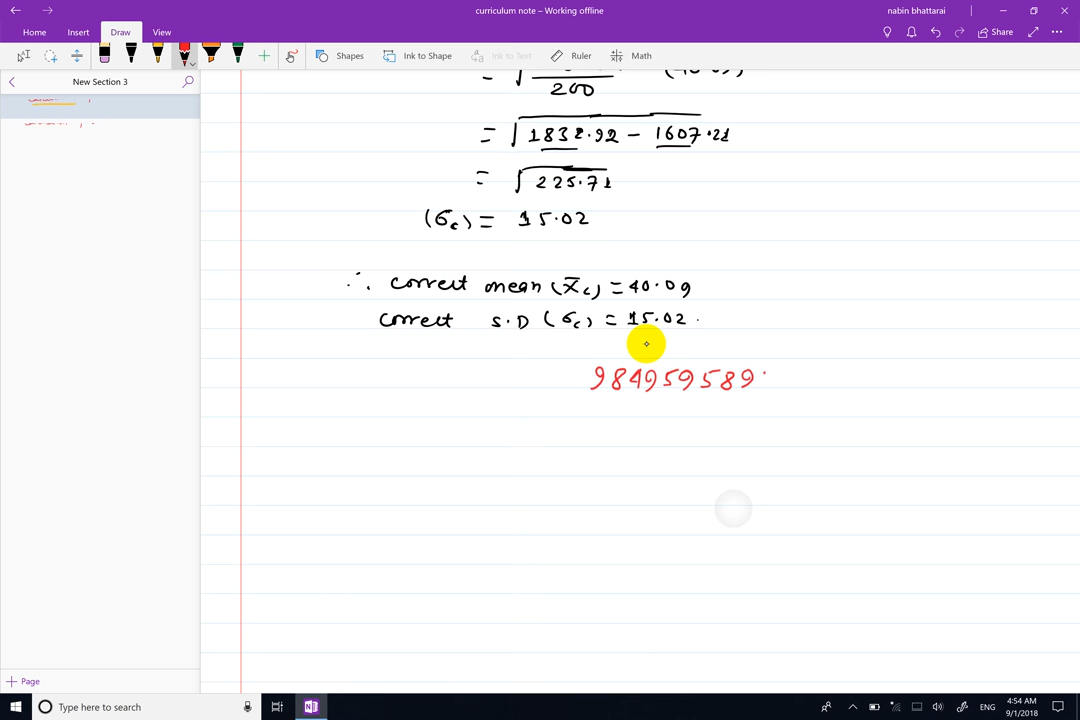 curriculum note – Working offline
nabin bhattarai
Home Insert Draw View
Share
Shapes Ink to Shape Ink to Text Ruler Math
New Section 3
= √ 200
= √1832.92 − 1607.21
= √225.71
(σc) = 15.02
∴ correct mean (x̄c) = 40.09
correct S.D (σc) = 15.02.
984959589
Page
Type here to search
ENG
4:54 AM
9/1/2018